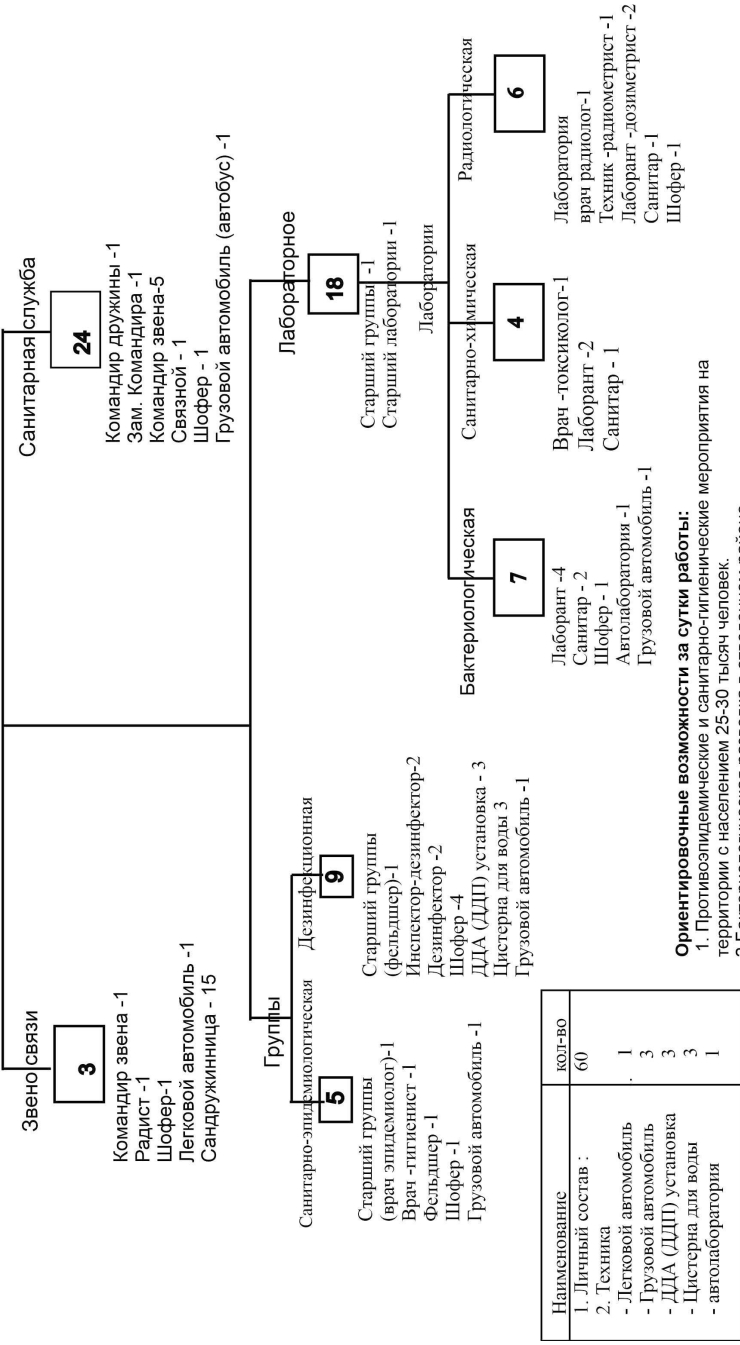 Звено связи
3
Командир звена -1
Радист -1
Шофер-1
Легковой автомобиль -1
Сандружинница - 15
Санитарная служба
24
Командир дружины -1
Зам. Командира -1
Командир звена-5
Связной - 1
Шофер - 1
Грузовой автомобиль (автобус) -1
Группы
Санитарно-эпидемиологическая
5
Старший группы
(врач эпидемиолог)-1
Врач -гигиенист -1
Фельдшер -1
Шофер -1
Грузовой автомобиль -1
Дезинфекционная
9
Старший группы
(фельдшер)-1
Инспектор-дезинфектор-2
Дезинфектор -2
Шофер -4
ДДА (ДДП) установка - 3
Цистерна для воды 3
Грузовой автомобиль -1
Лабораторное
18
Старший группы -1
Старший лаборатории -1
Лаборатории
Бактериологическая
7
Лаборант -4
Санитар - 2
Шофер - 1
Автолаборатория -1
Грузовой автомобиль -1
Санитарно-химическая
4
Врач -токсиколог-1
Лаборант -2
Санитар - 1
Радиологическая
6
Лаборатория
врач радиолог-1
Техник -радиометрист -1
Лаборант -дозиметрист -2
Санитар -1
Шофер -1
Наименование кол-во
1. Личный состав : 60
2. Техника
- Легковой автомобиль . 1
- Грузовой автомобиль 3
- ДДА (ДДП) установка 3
- Цистерна для воды 3
- автолаборатория 1
Ориентировочные возможности за сутки работы:
1. Противоэпидемические и санитарно-гигиенические мероприятия на
территории с населением 25-30 тысяч человек.